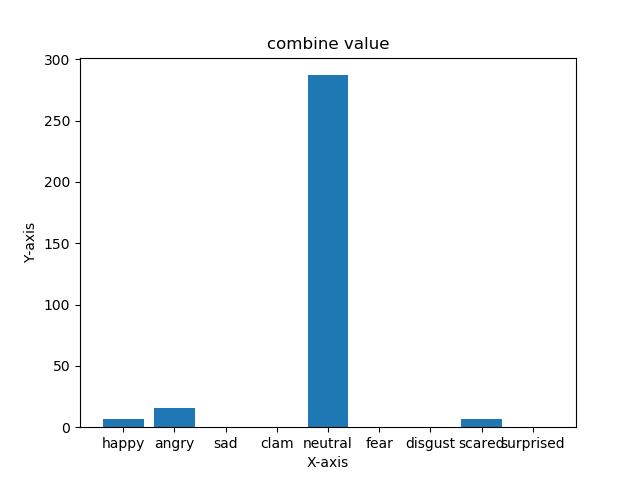 combine value
300
250
200
150
100
50
0
Y-axis
happy angry sad clam neutral fear disgust scared surprised
X-axis